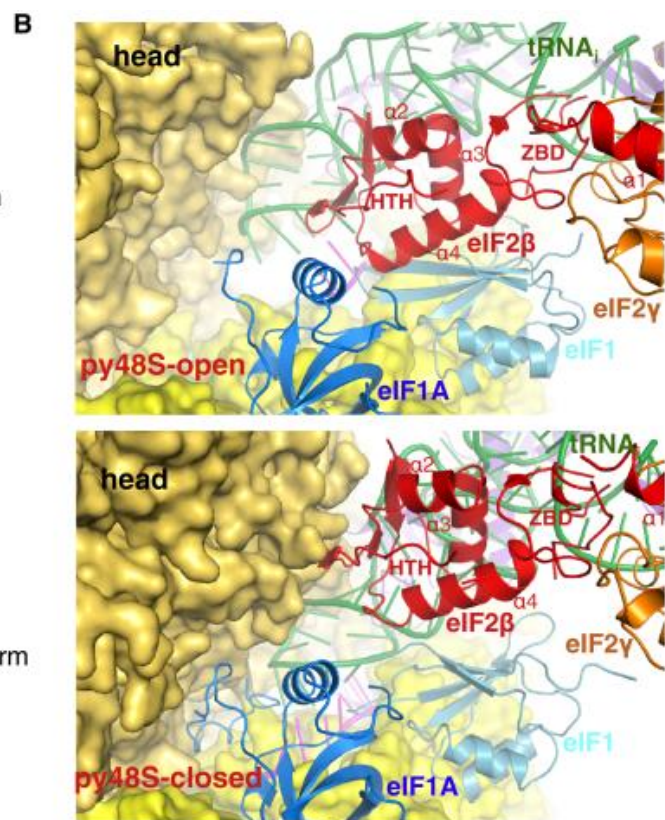 B
head
tRNAi
α2
α3
ZBD
α1
HTH
eIF2β
α4
eIF2γ
eIF1
py48S-open
eIF1A
head
tRNA
α2
α1
α3
ZBD
HTH
α4
eIF2β
eIF2γ
rm
eIF1
py48S-closed
eIF1A